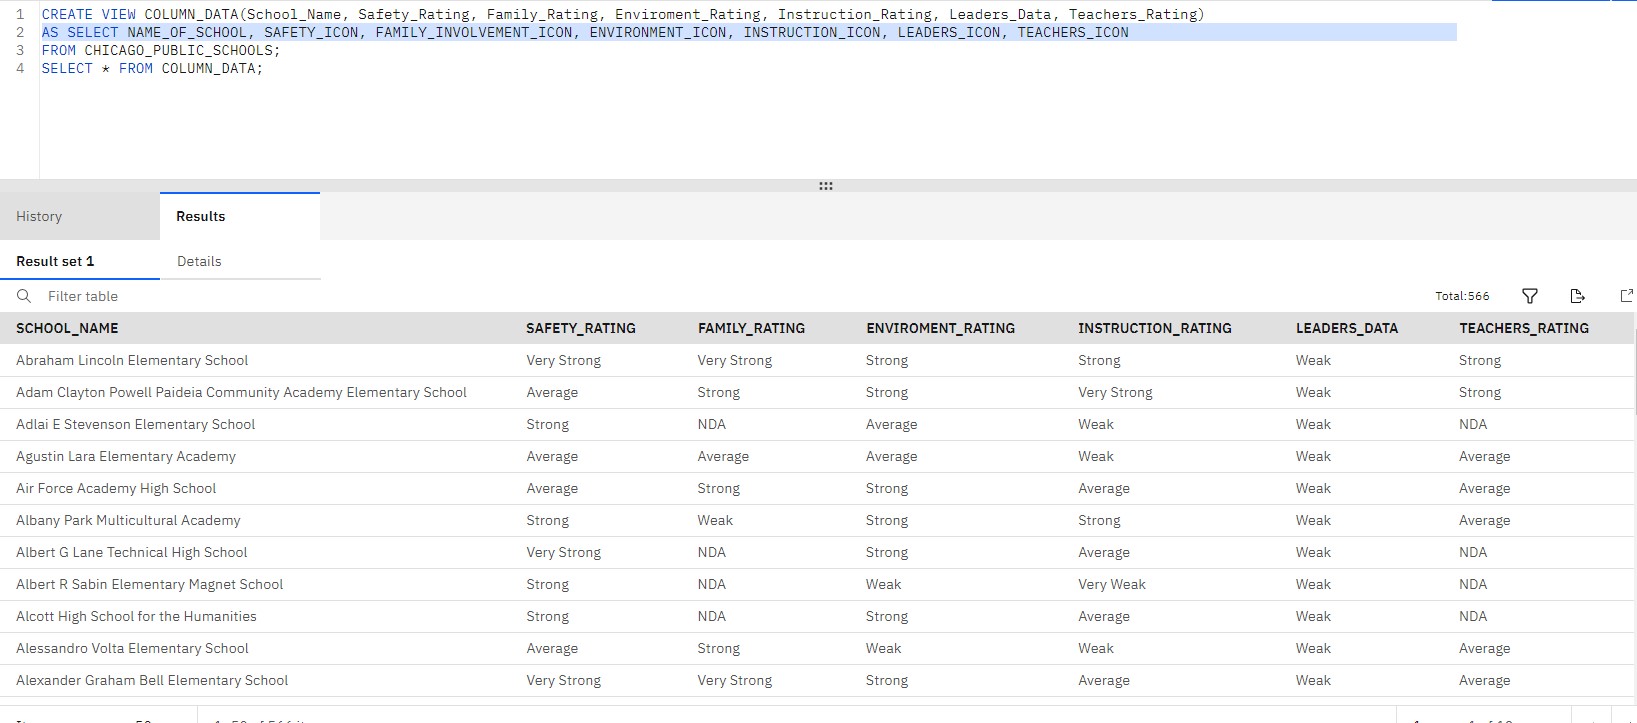 1 CREATE VIEW COLUMN_DATA(School_Name, Safety_Rating, Family_Rating, Enviroment_Rating, Instruction_Rating, Leaders_Data, Teachers_Rating)
2 AS SELECT NAME_OF_SCHOOL, SAFETY_ICON, FAMILY_INVOLVEMENT_ICON, ENVIRONMENT_ICON, INSTRUCTION_ICON, LEADERS_ICON, TEACHERS_ICON
3 FROM CHICAGO_PUBLIC_SCHOOLS;
4 SELECT * FROM COLUMN_DATA;
History Results
Result set 1 Details
Filter table Total:566
SCHOOL_NAME SAFETY_RATING FAMILY_RATING ENVIROMENT_RATING INSTRUCTION_RATING LEADERS_DATA TEACHERS_RATING
Abraham Lincoln Elementary School Very Strong Very Strong Strong Strong Weak Strong
Adam Clayton Powell Paideia Community Academy Elementary School Average Strong Strong Very Strong Weak Strong
Adlai E Stevenson Elementary School Strong NDA Average Weak Weak NDA
Agustin Lara Elementary Academy Average Average Average Weak Weak Average
Air Force Academy High School Average Strong Strong Average Weak Average
Albany Park Multicultural Academy Strong Weak Strong Strong Weak Average
Albert G Lane Technical High School Very Strong NDA Strong Average Weak NDA
Albert R Sabin Elementary Magnet School Strong NDA Weak Very Weak Weak NDA
Alcott High School for the Humanities Strong NDA Strong Average Weak NDA
Alessandro Volta Elementary School Average Strong Weak Weak Weak Average
Alexander Graham Bell Elementary School Very Strong Very Strong Strong Average Weak Average